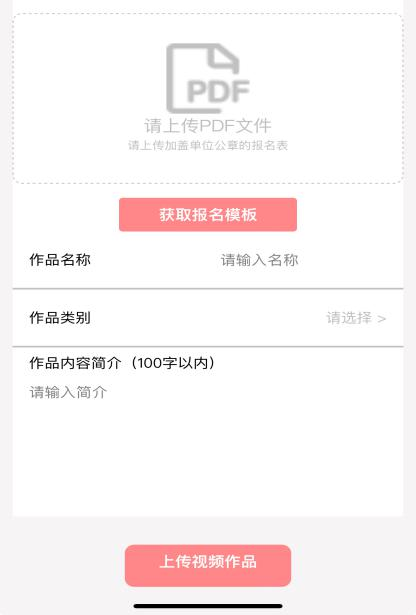 PDF
请上传PDF文件
请上传加盖单位公章的报名表
获取报名模板
作品名称 请输入名称
作品类别 请选择 >
作品内容简介（100字以内）
请输入简介
上传视频作品